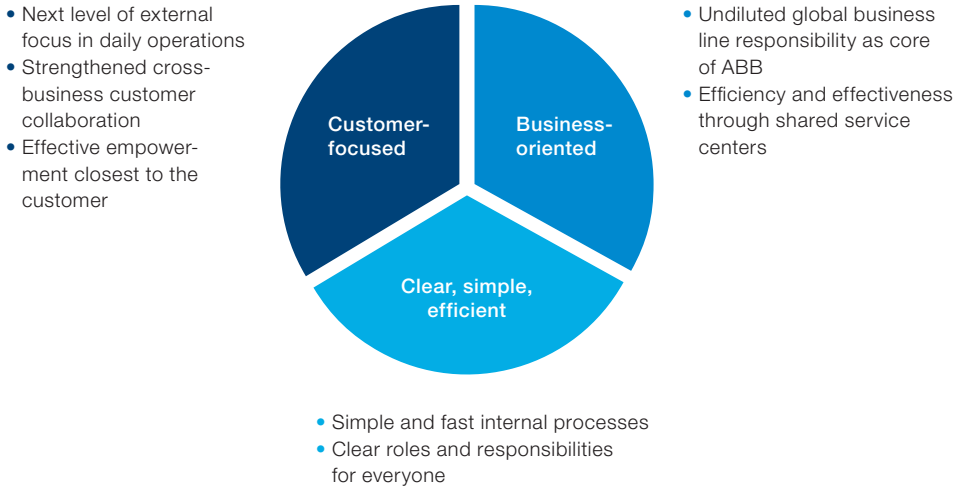 • Next level of external
focus in daily operations
• Strengthened cross-
business customer
collaboration
• Effective empower-
ment closest to the
customer
Customer-
focused
Business-
oriented
• Undiluted global business
line responsibility as core
of ABB
• Efficiency and effectiveness
through shared service
centers
Clear, simple,
efficient
• Simple and fast internal processes
• Clear roles and responsibilities
for everyone